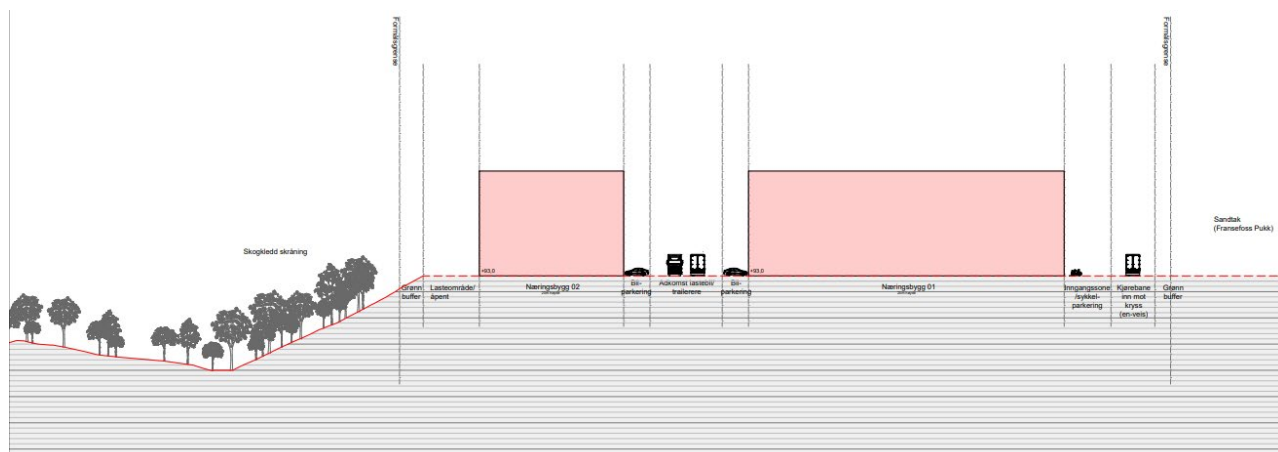 Formålsgrense
Formålsgrense
Sandtak
(Fransefoss Pukk)
Skogkledd skråning
+93,0
+93,0
Grønn
buffer
Lasteområde/
åpent
Næringsbygg 02
Bil-
parkering
Adkomst lastebil/
trailerere
Bil-
parkering
Næringsbygg 01
Inngangssone
/sykkel-
parkering
Kjørebane
inn mot
kryss
(en-veis)
Grønn
buffer